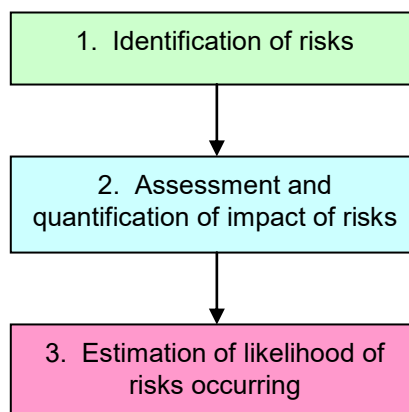 1. Identification of risks
2. Assessment and
quantification of impact of risks
3. Estimation of likelihood of
risks occurring